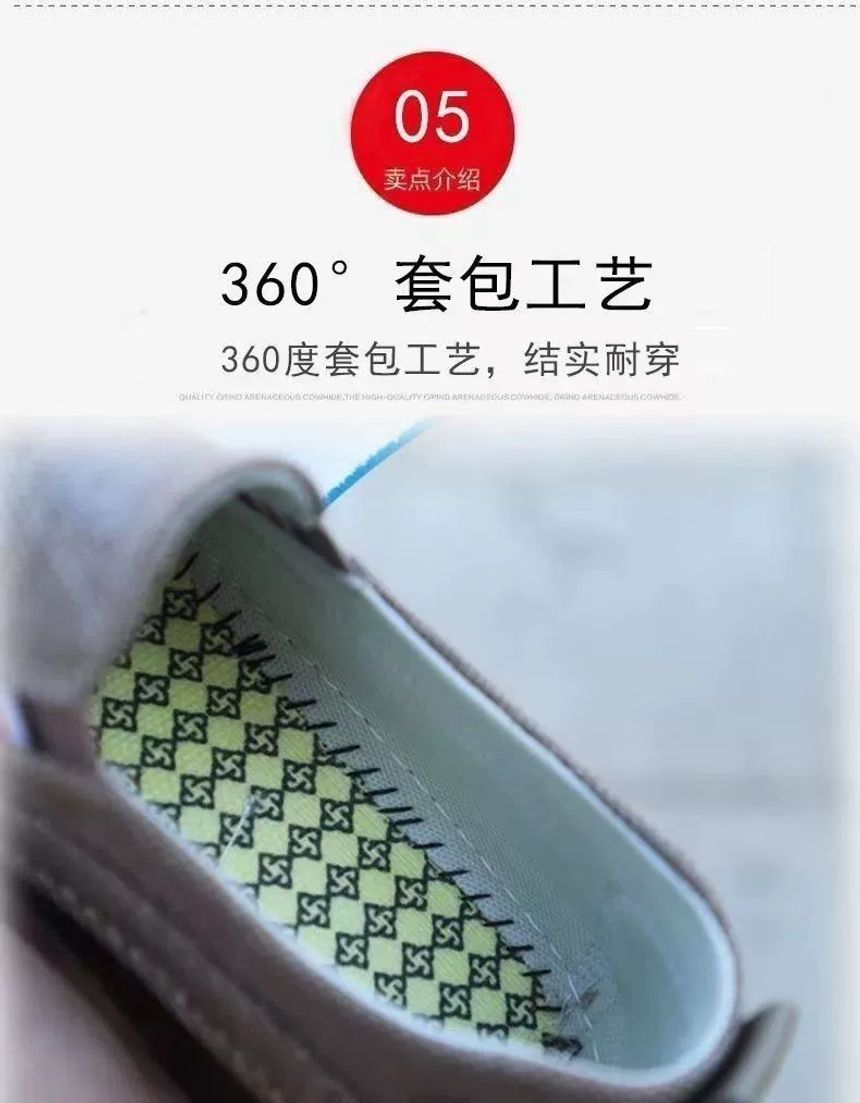 05
卖点介绍
360°套包工艺
360度套包工艺，结实耐穿
QUALITY GRIND ARENACEOUS COWHIDE,THE HIGH-QUALITY GRIND ARENACEOUS COWHIDE, GRIND ARENACEOUS COWHIDE,